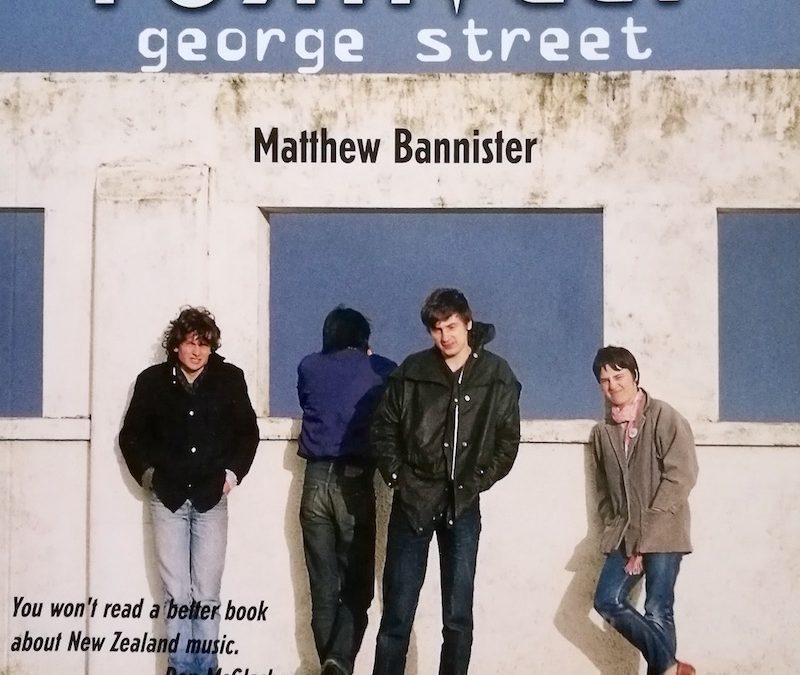 george street
Matthew Bannister
You won't read a better book
about New Zealand music.